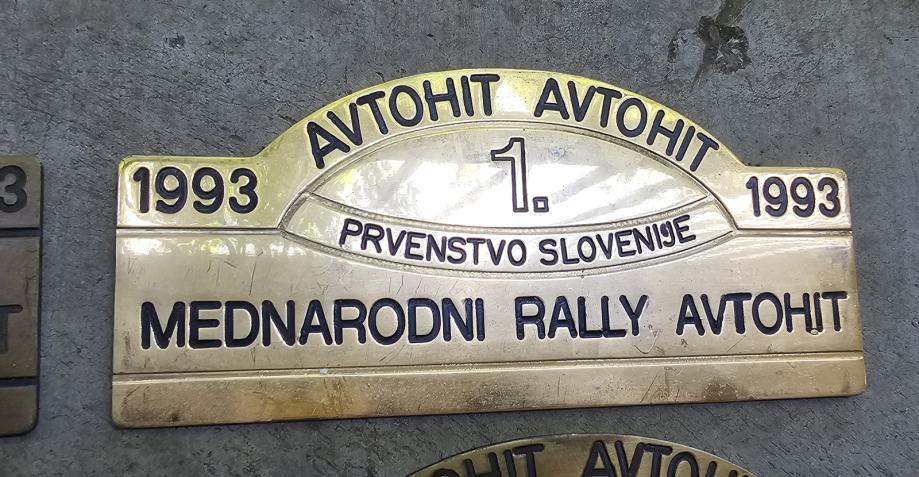 AVTOHIT AVTOHIT
1993 1. 1993
PRVENSTVO SLOVENIJE
MEDNARODNI RALLY AVTOHIT